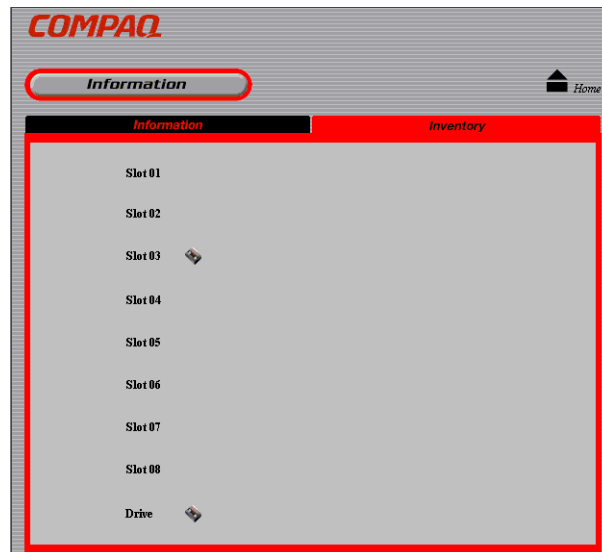 COMPAQ
Information
Home
Information Inventory
Slot 01
Slot 02
Slot 03
Slot 04
Slot 05
Slot 06
Slot 07
Slot 08
Drive